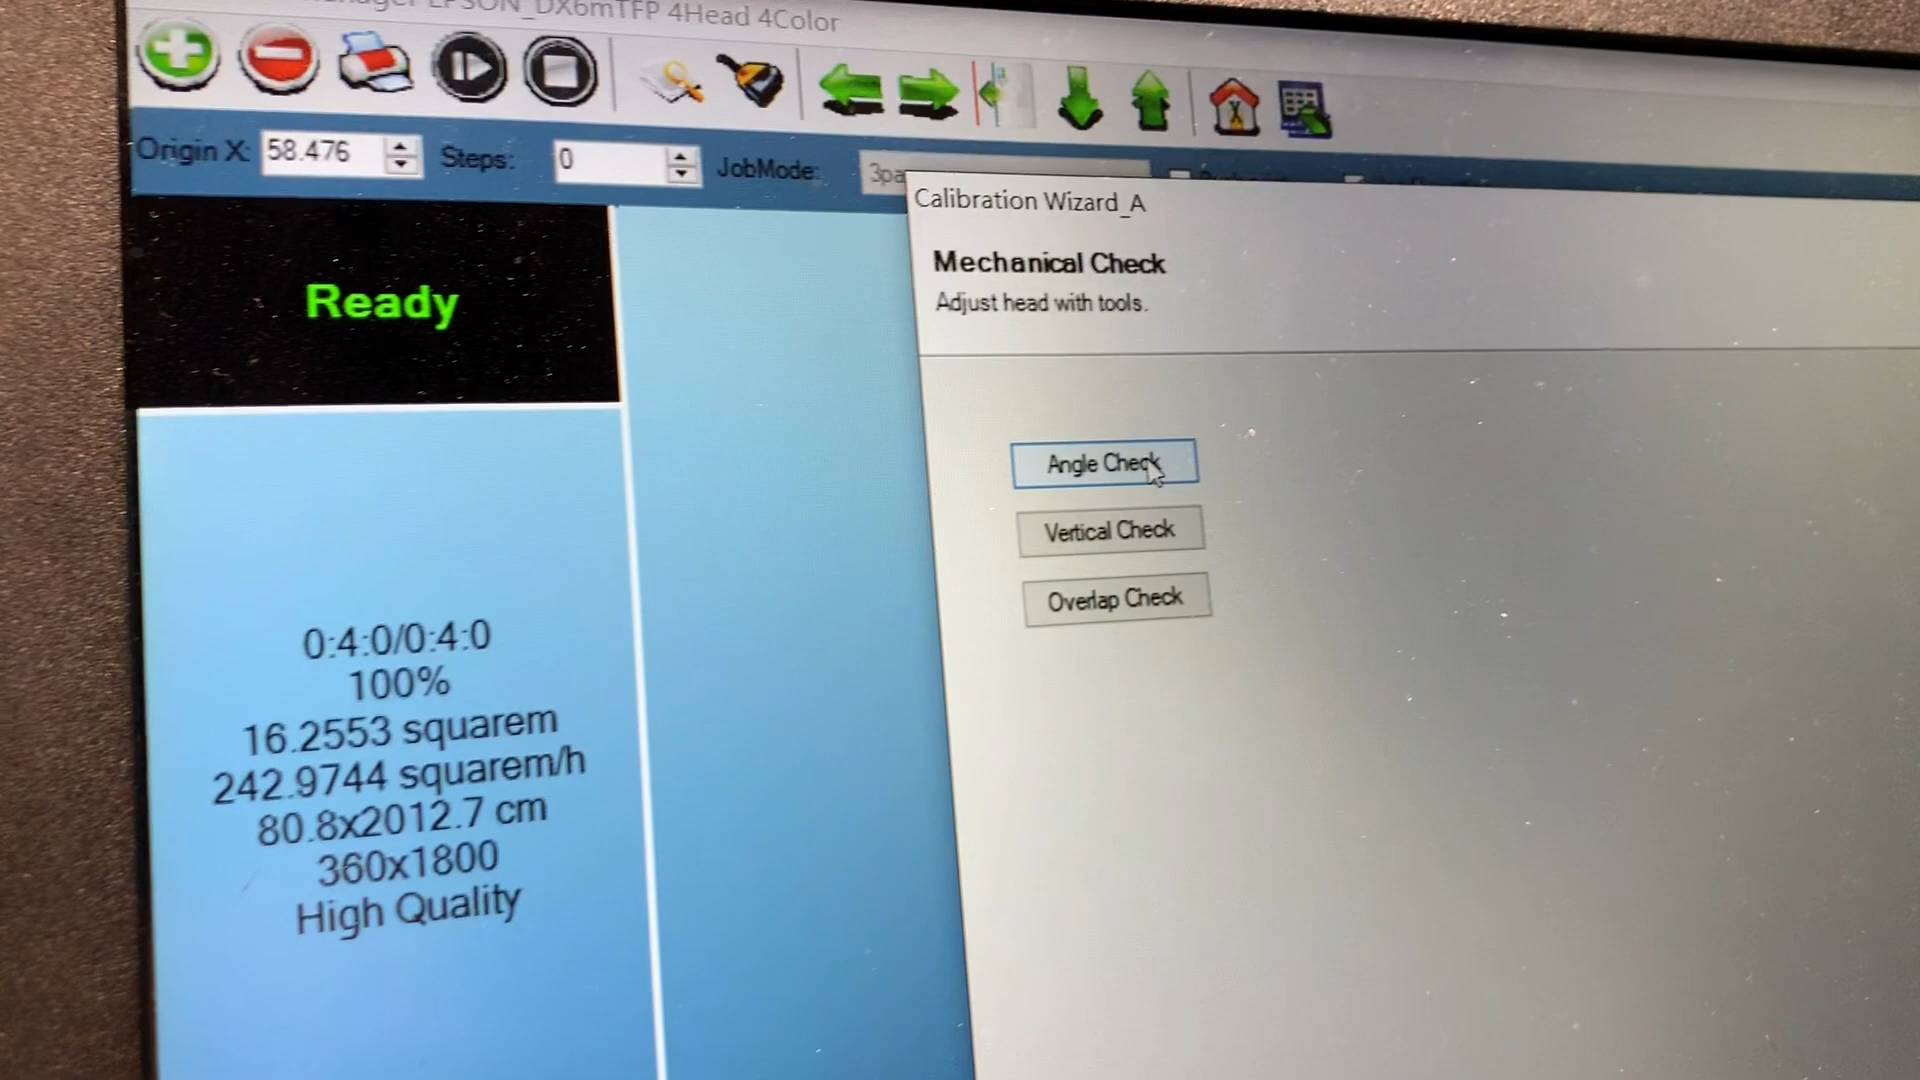 EPSON_DX6mTFP 4Head 4Color
Origin X: 58.476 Steps: 0 JobMode:
Calibration Wizard_A
Mechanical Check
Adjust head with tools.
Ready
Angle Check
Vertical Check
Overlap Check
0:4:0/0:4:0
100%
16.2553 squarem
242.9744 squarem/h
80.8x2012.7 cm
360x1800
High Quality